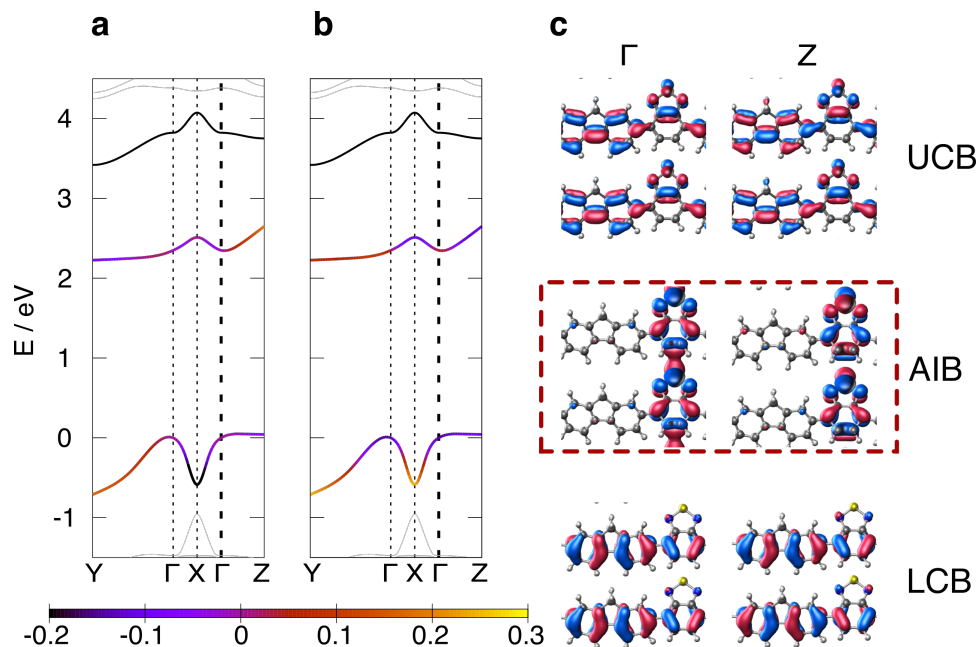 a b c
Γ Z
E / eV
4
3
2
1
0
-1
Y Γ X Γ Z
Y Γ X Γ Z
UCB
AIB
LCB
-0.2 -0.1 0 0.1 0.2 0.3